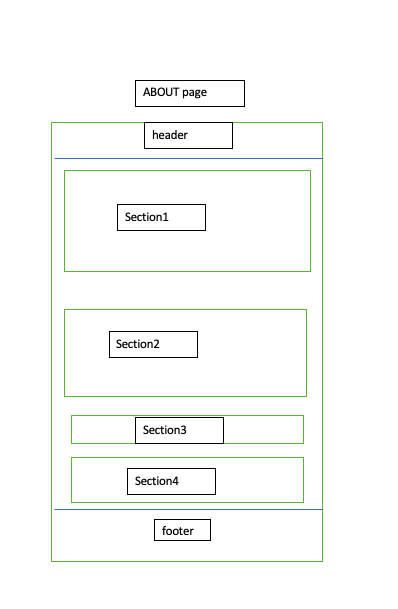 ABOUT page
header
Section1
Section2
Section3
Section4
footer